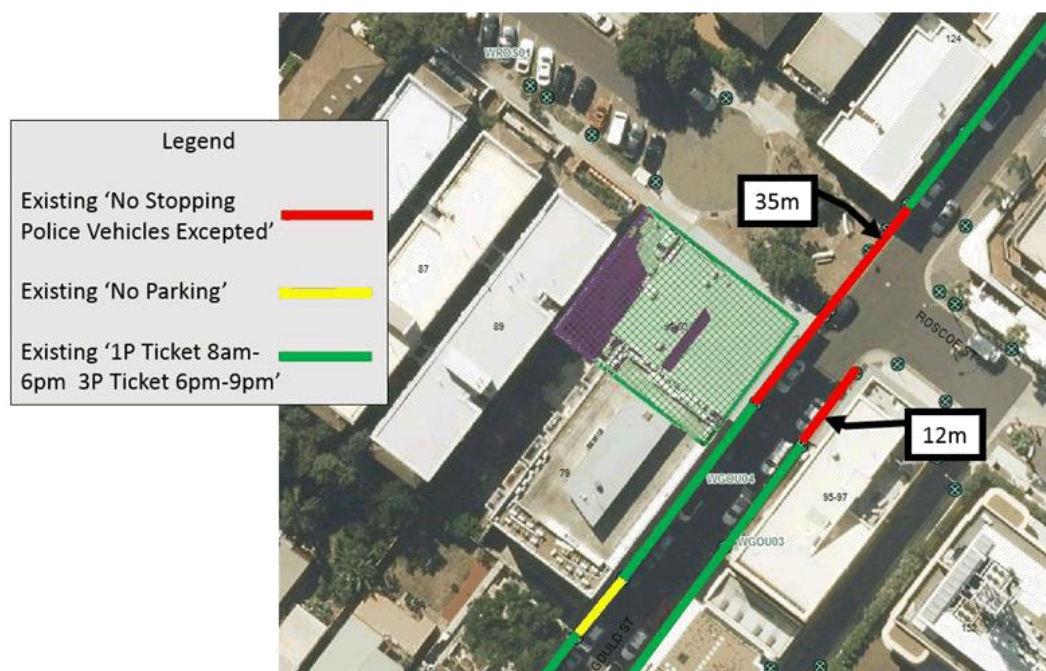 WROS01
124
Legend
Existing ‘No Stopping
Police Vehicles Excepted’
Existing ‘No Parking’
Existing ‘1P Ticket 8am-
6pm 3P Ticket 6pm-9pm’
35m
87
89
ROSCOE ST
12m
79
WGOU04
95-97
WGOU03
GOULD ST